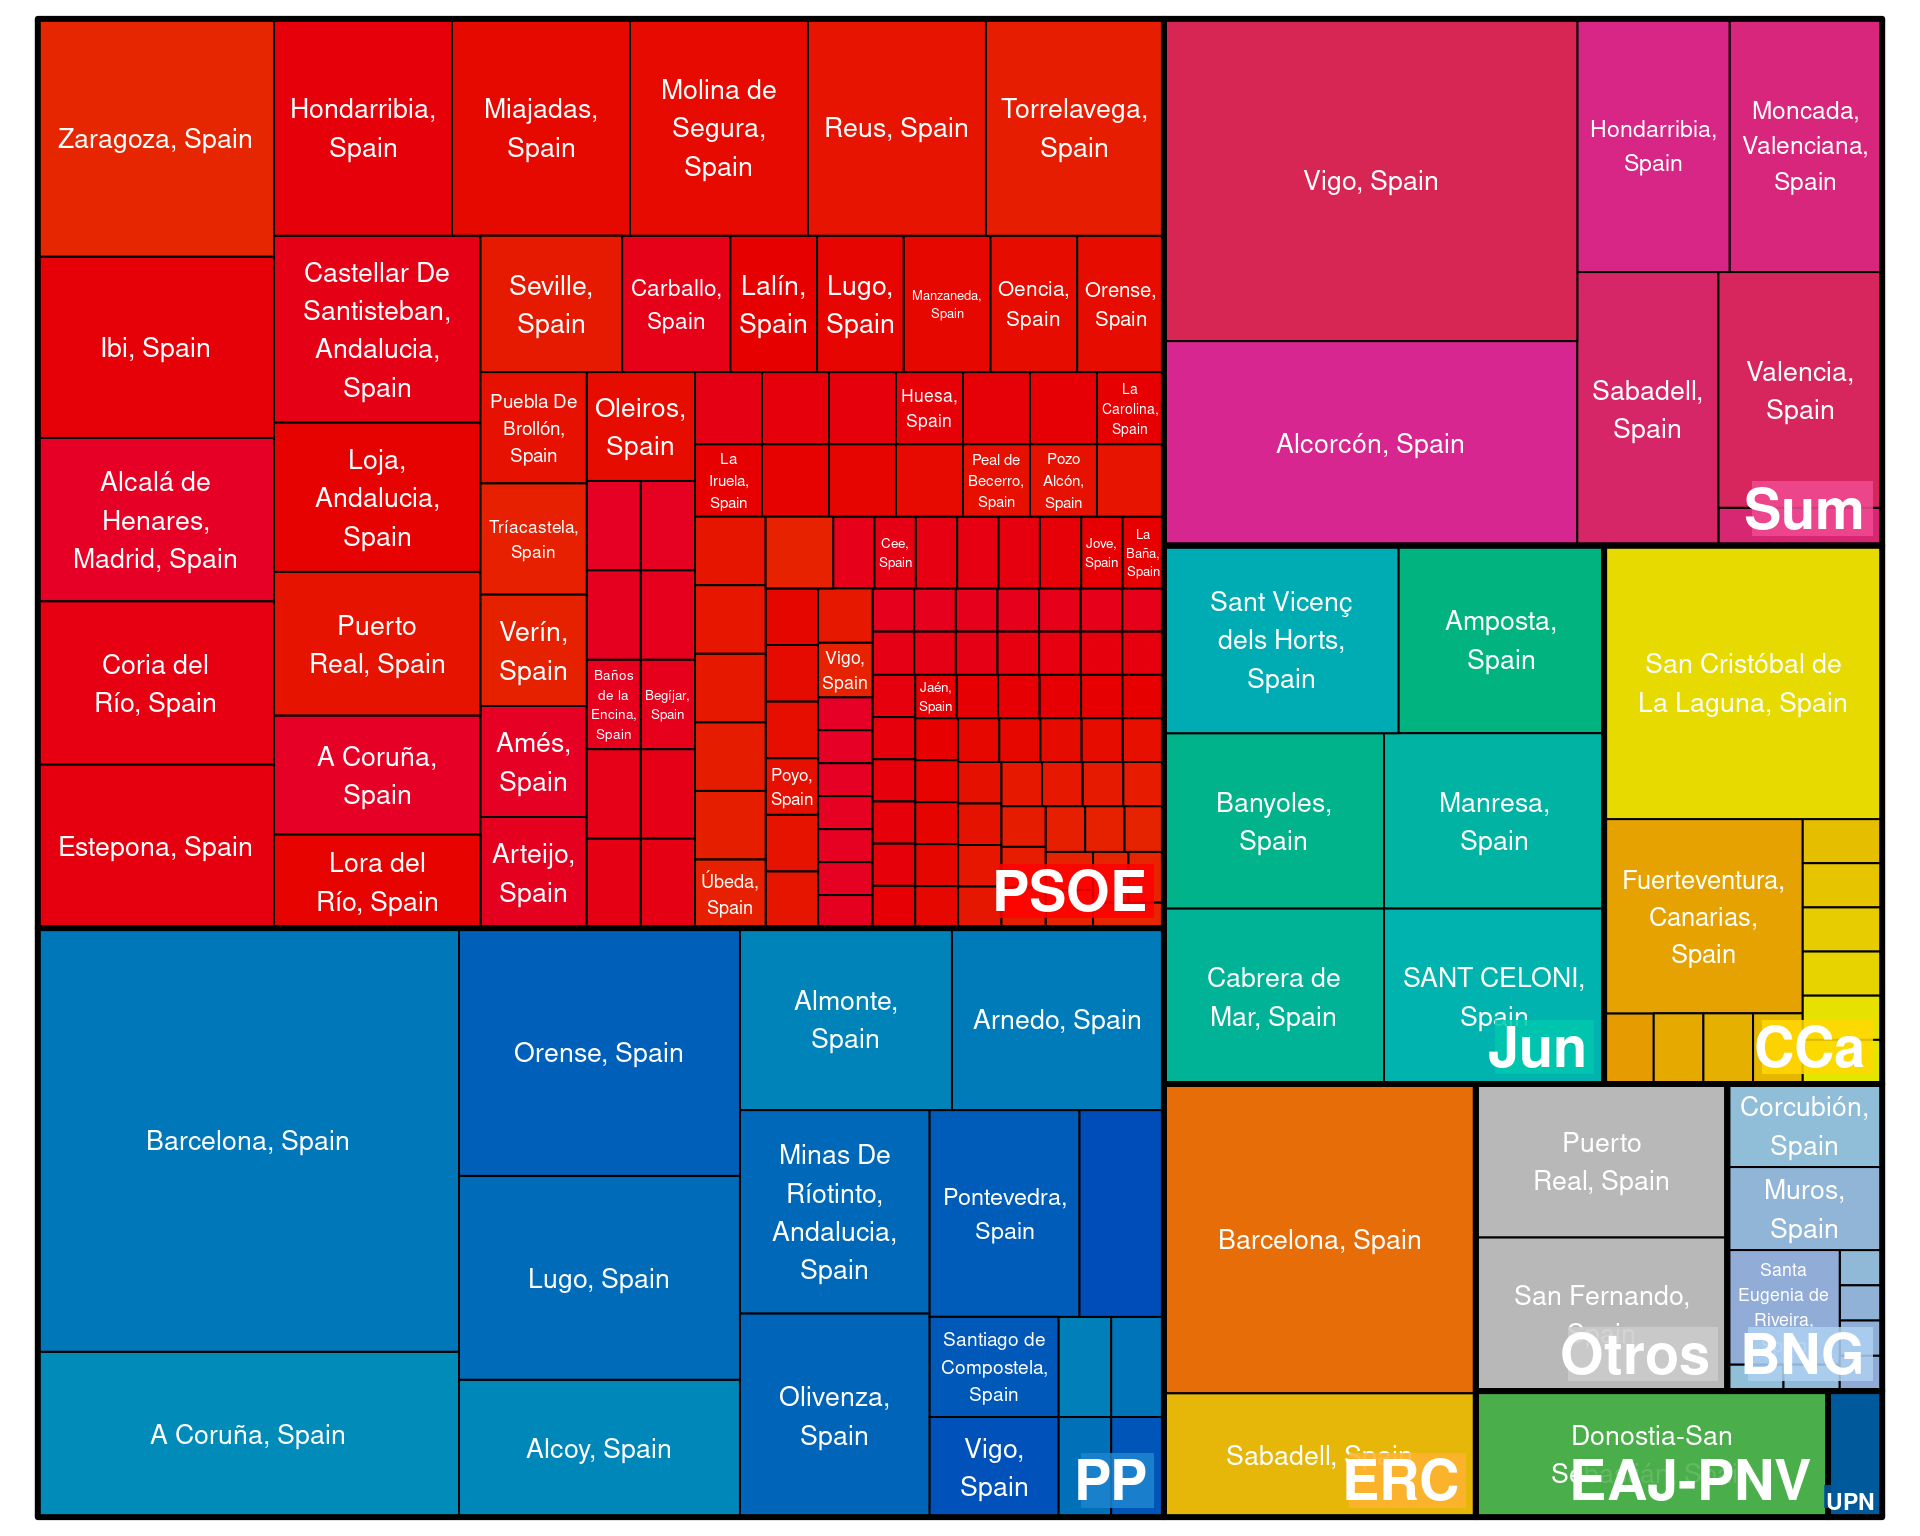 Zaragoza, Spain
Hondarribia,
Spain
Miajadas,
Spain
Molina de
Segura,
Spain
Reus, Spain
Torrelavega,
Spain
Ibi, Spain
Castellar De
Santisteban,
Andalucia,
Spain
Seville,
Spain
Carballo,
Spain
Lalín,
Spain
Lugo,
Spain
Manzaneda,
Spain
Oencia,
Spain
Orense,
Spain
Puebla De
Brollón,
Spain
Oleiros,
Spain
Huesa,
Spain
La
Carolina,
Spain
Alcalá de
Henares,
Madrid, Spain
Loja,
Andalucia,
Spain
La
Iruela,
Spain
Peal de
Becerro,
Spain
Pozo
Alcón,
Spain
Tríacastela,
Spain
Cee,
Spain
Jove,
Spain
La
Baña,
Spain
Coria del
Río, Spain
Puerto
Real, Spain
Verín,
Spain
Baños
de la
Encina,
Spain
Begíjar,
Spain
Vigo,
Spain
Jaén,
Spain
A Coruña,
Spain
Amés,
Spain
Poyo,
Spain
Estepona, Spain
Lora del
Río, Spain
Arteijo,
Spain
Úbeda,
Spain
PSOE
Barcelona, Spain
A Coruña, Spain
Orense, Spain
Lugo, Spain
Alcoy, Spain
Almonte,
Spain
Arnedo, Spain
Minas De
Ríotinto,
Andalucia,
Spain
Pontevedra,
Spain
Olivenza,
Spain
Santiago de
Compostela,
Spain
Vigo,
Spain
PP
Vigo, Spain
Alcorcón, Spain
Hondarribia,
Spain
Moncada,
Valenciana,
Spain
Sabadell,
Spain
Valencia,
Spain
Sum
Sant Vicenç
dels Horts,
Spain
Amposta,
Spain
Banyoles,
Spain
Manresa,
Spain
Cabrera de
Mar, Spain
SANT CELONI,
Spain
Jun
San Cristóbal de
La Laguna, Spain
Fuerteventura,
Canarias,
Spain
CCa
Barcelona, Spain
Sabadell, Spain
ERC
Puerto
Real, Spain
San Fernando,
Spain
Otros
Corcubión,
Spain
Muros,
Spain
Santa
Eugenia de
Riveira,
BNG
Donostia-San
EAJ-PNV
UPN